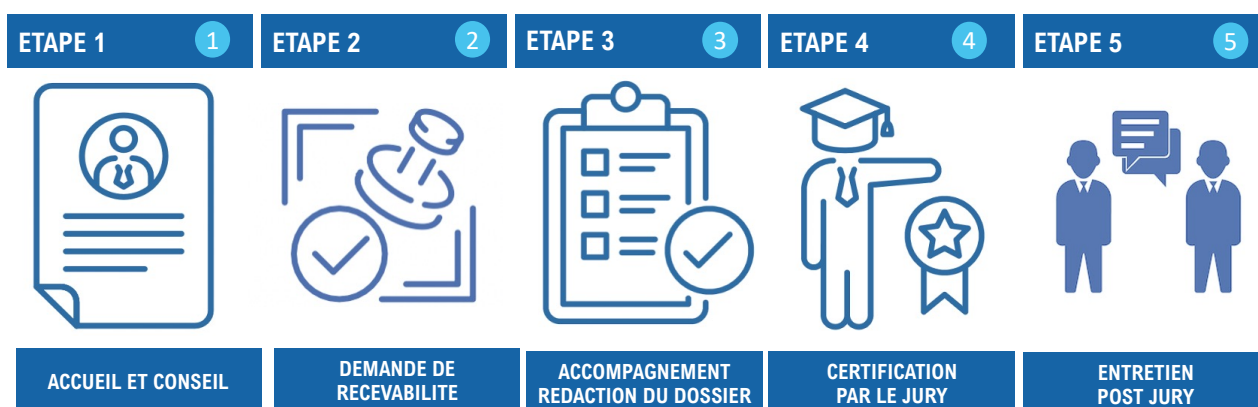 ETAPE 1
1
ETAPE 2
2
ETAPE 3
3
ETAPE 4
4
ETAPE 5
5
ACCUEIL ET CONSEIL
DEMANDE DE
RECEVABILITE
ACCOMPAGNEMENT
REDACTION DU DOSSIER
CERTIFICATION
PAR LE JURY
ENTRETIEN
POST JURY